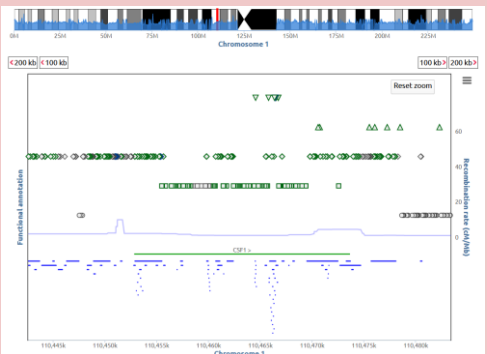 0M 25M 50M 75M 100M 125M 150M 175M 200M 225M
Chromosome 1
<200 kb <100 kb 100 kb> 200 kb>
Reset zoom
Functional annotation
60
40
20
0
Recombination rate (cM/Mb)
CSF1 >
110,445k 110,450k 110,455k 110,460k 110,465k 110,470k 110,475k 110,480k
Chromosome 1